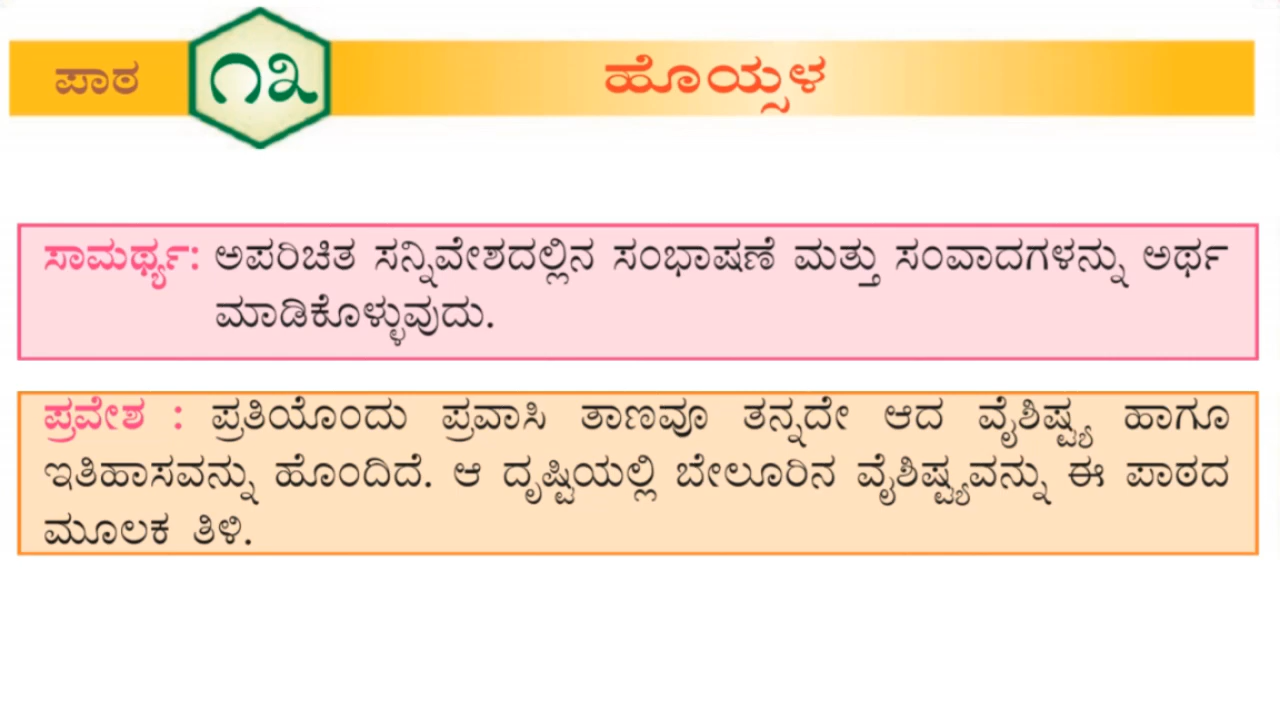 ಪಾಠ ೧೩ ಹೊಯ್ಸಳ
ಸಾಮರ್ಥ್ಯ: ಅಪರಿಚಿತ ಸನ್ನಿವೇಶದಲ್ಲಿನ ಸಂಭಾಷಣೆ ಮತ್ತು ಸಂವಾದಗಳನ್ನು ಅರ್ಥ
ಮಾಡಿಕೊಳ್ಳುವುದು.
ಪ್ರವೇಶ : ಪ್ರತಿಯೊಂದು ಪ್ರವಾಸಿ ತಾಣವೂ ತನ್ನದೇ ಆದ ವೈಶಿಷ್ಟ್ಯ ಹಾಗೂ
ಇತಿಹಾಸವನ್ನು ಹೊಂದಿದೆ. ಆ ದೃಷ್ಟಿಯಲ್ಲಿ ಬೇಲೂರಿನ ವೈಶಿಷ್ಟ್ಯವನ್ನು ಈ ಪಾಠದ
ಮೂಲಕ ತಿಳಿ.